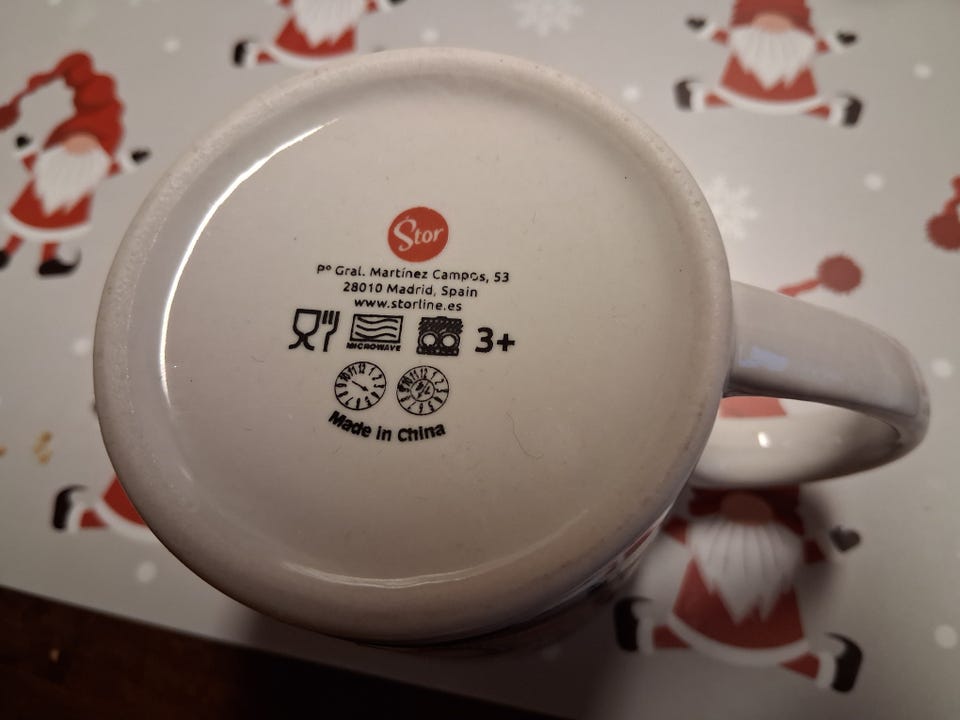 Stor
Pº Gral. Martínez Campos, 53
28010 Madrid, Spain
www.storline.es
MICROWAVE
3+
Made in China